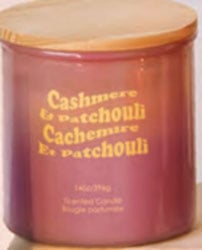 Cashmere
& Patchouli
Cachemire
Et Patchouli
14oz/396g
Scented Candle
Bougie parfumée